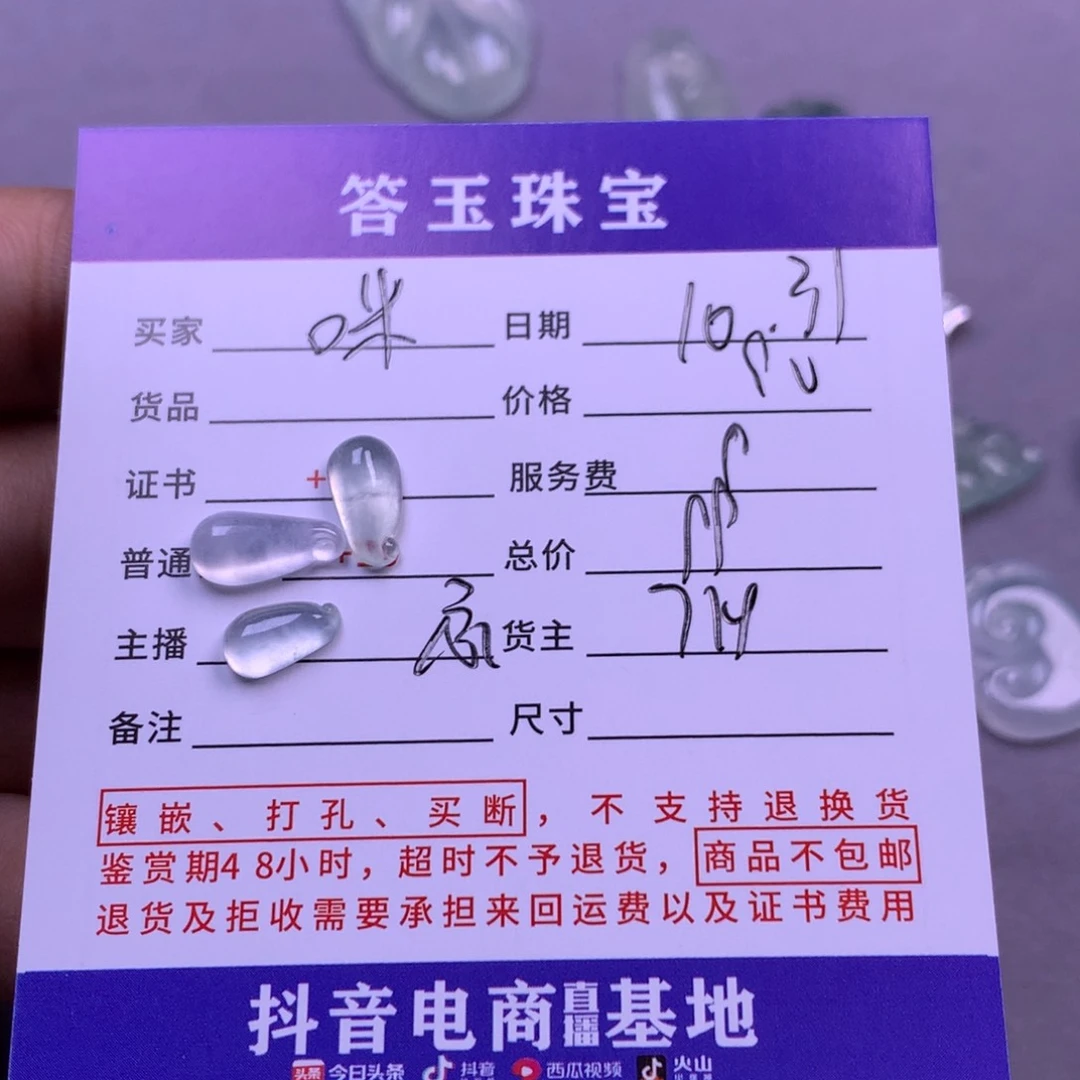 答玉珠宝
买家 咪 日期 10.31
货品 价格
证书 + 服务费
普通 总价
主播 货主 714
备注 尺寸
镶嵌、打孔、买断，不支持退换货
鉴赏期48小时，超时不予退货，商品不包邮
退货及拒收需要承担来回运费以及证书费用
抖音电商直播基地
头条 今日头条 抖音 西瓜视频 火山